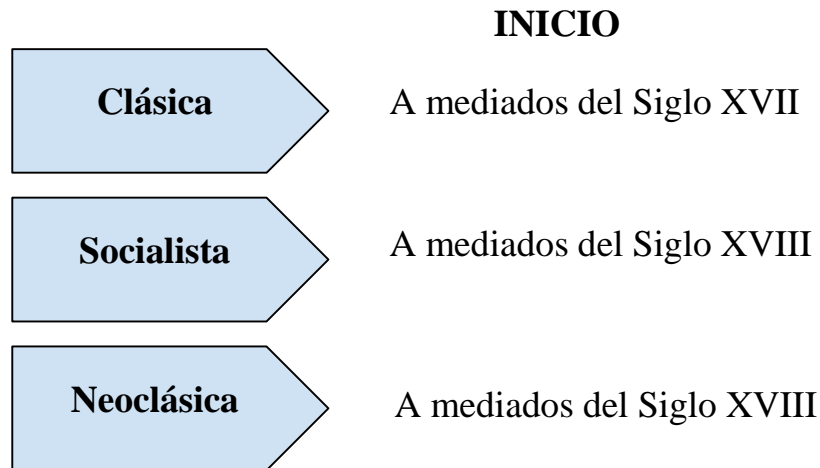 INICIO
Clásica
A mediados del Siglo XVII
Socialista
A mediados del Siglo XVIII
Neoclásica
A mediados del Siglo XVIII